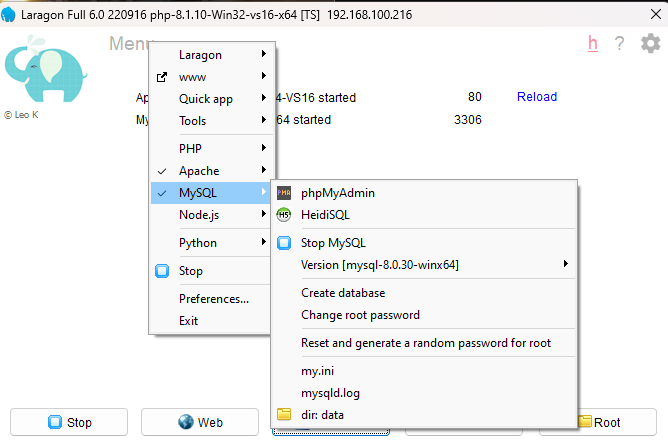 Laragon Full 6.0 220916 php-8.1.10-Win32-vs16-x64 [TS] 192.168.100.216
Menu
h ?
© Leo K
Laragon
www
Quick app
Tools
PHP
Apache
MySQL
Node.js
Python
Stop
Preferences...
Exit
Ap 4-VS16 started 80 Reload
My 64 started 3306
PMA phpMyAdmin
HS HeidiSQL
Stop MySQL
Version [mysql-8.0.30-winx64]
Create database
Change root password
Reset and generate a random password for root
my.ini
mysqld.log
dir: data
Stop Web Root